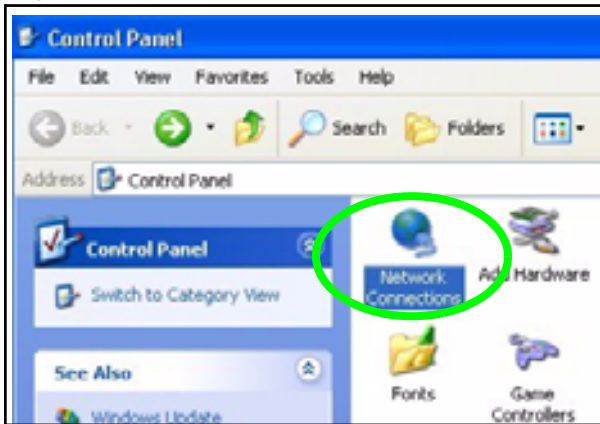 Control Panel
File Edit View Favorites Tools Help
Back Search Folders
Address Control Panel
Control Panel
Switch to Category View
See Also
Windows Update
Network Connections
Add Hardware
Fonts
Game Controllers